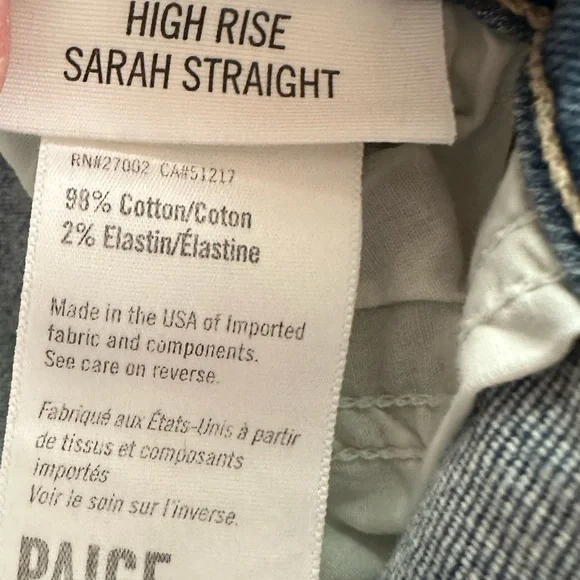 HIGH RISE
SARAH STRAIGHT
RN#27002 CA#51217
98% Cotton/Coton
2% Elastin/Élastine
Made in the USA of Imported
fabric and components.
See care on reverse.
Fabriqué aux États-Unis à partir
de tissus et composants
importés
Voir le soin sur l'inverse.
PAIGE